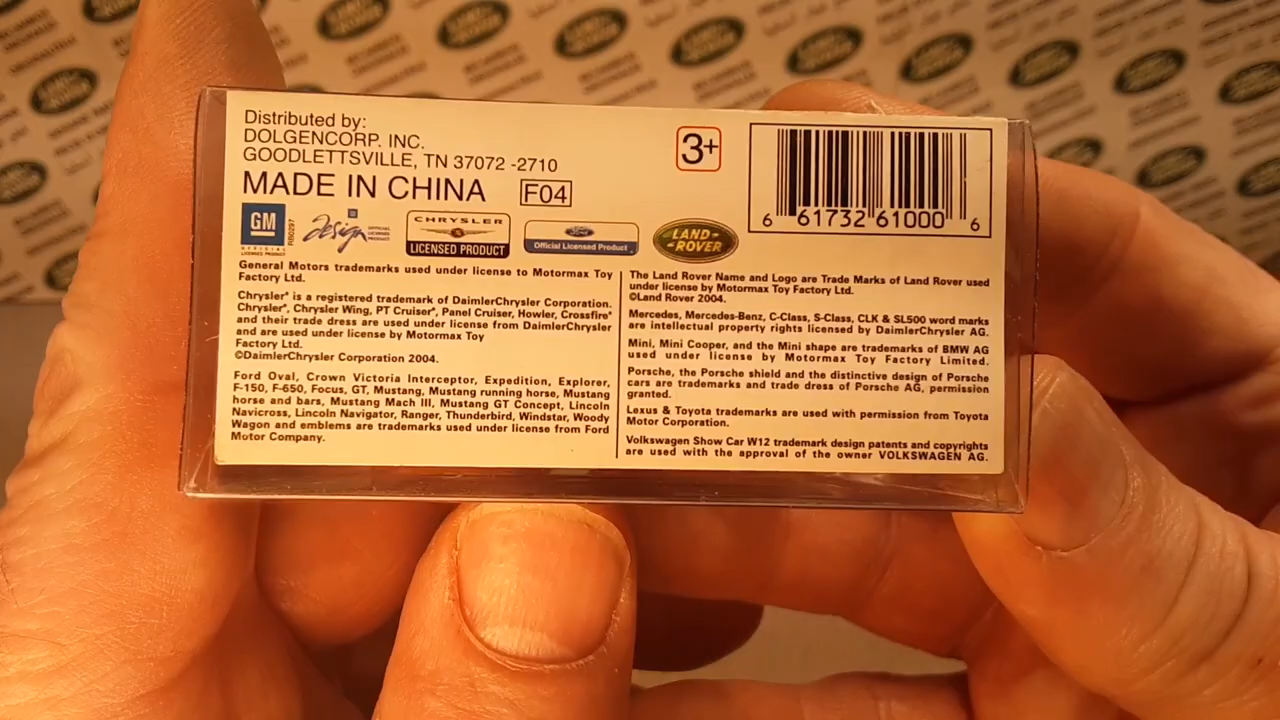 Distributed by:
DOLGENCORP. INC.
GOODLETTSVILLE, TN 37072 -2710
MADE IN CHINA F04
3+
6 61732 61000 6
GM
OFFICIAL
LICENSED PRODUCT
RB0297
design
OFFICIAL
LICENSED
PRODUCT
CHRYSLER
LICENSED PRODUCT
Ford
Official Licensed Product
LAND-
-ROVER
General Motors trademarks used under license to Motormax Toy
Factory Ltd.
Chrysler® is a registered trademark of DaimlerChrysler Corporation.
Chrysler®, Chrysler Wing, PT Cruiser®, Panel Cruiser, Howler, Crossfire®
and their trade dress are used under license from DaimlerChrysler
and are used under license by Motormax Toy
Factory Ltd.
©DaimlerChrysler Corporation 2004.
Ford Oval, Crown Victoria Interceptor, Expedition, Explorer,
F-150, F-650, Focus, GT, Mustang, Mustang running horse, Mustang
horse and bars, Mustang Mach III, Mustang GT Concept, Lincoln
Navicross, Lincoln Navigator, Ranger, Thunderbird, Windstar, Woody
Wagon and emblems are trademarks used under license from Ford
Motor Company.
The Land Rover Name and Logo are Trade Marks of Land Rover used
under license by Motormax Toy Factory Ltd.
©Land Rover 2004.
Mercedes, Mercedes-Benz, C-Class, S-Class, CLK & SL500 word marks
are intellectual property rights licensed by DaimlerChrysler AG.
Mini, Mini Cooper, and the Mini shape are trademarks of BMW AG
used under license by Motormax Toy Factory Limited.
Porsche, the Porsche shield and the distinctive design of Porsche
cars are trademarks and trade dress of Porsche AG, permission
granted.
Lexus & Toyota trademarks are used with permission from Toyota
Motor Corporation.
Volkswagen Show Car W12 trademark design patents and copyrights
are used with the approval of the owner VOLKSWAGEN AG.